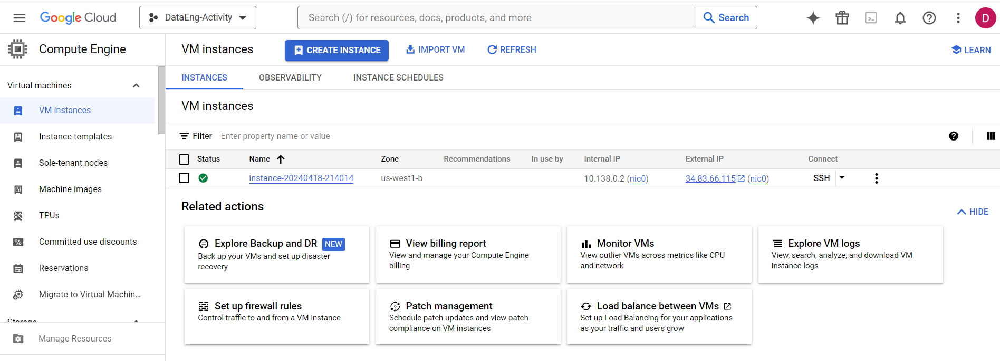 Google Cloud
DataEng-Activity
Search (/) for resources, docs, products, and more
Search
D
Compute Engine
VM instances
CREATE INSTANCE
IMPORT VM
REFRESH
LEARN
Virtual machines
VM instances
Instance templates
Sole-tenant nodes
Machine images
TPUs
Committed use discounts
Reservations
Migrate to Virtual Machin...
Storage
Manage Resources
INSTANCES
OBSERVABILITY
INSTANCE SCHEDULES
VM instances
Filter Enter property name or value
Status Name Zone Recommendations In use by Internal IP External IP Connect
instance-20240418-214014 us-west1-b 10.138.0.2 (nic0) 34.83.66.115 (nic0) SSH
Related actions
HIDE
Explore Backup and DR NEW
Back up your VMs and set up disaster
recovery
View billing report
View and manage your Compute Engine
billing
Monitor VMs
View outlier VMs across metrics like CPU
and network
Explore VM logs
View, search, analyze, and download VM
instance logs
Set up firewall rules
Control traffic to and from a VM instance
Patch management
Schedule patch updates and view patch
compliance on VM instances
Load balance between VMs
Set up Load Balancing for your applications
as your traffic and users grow